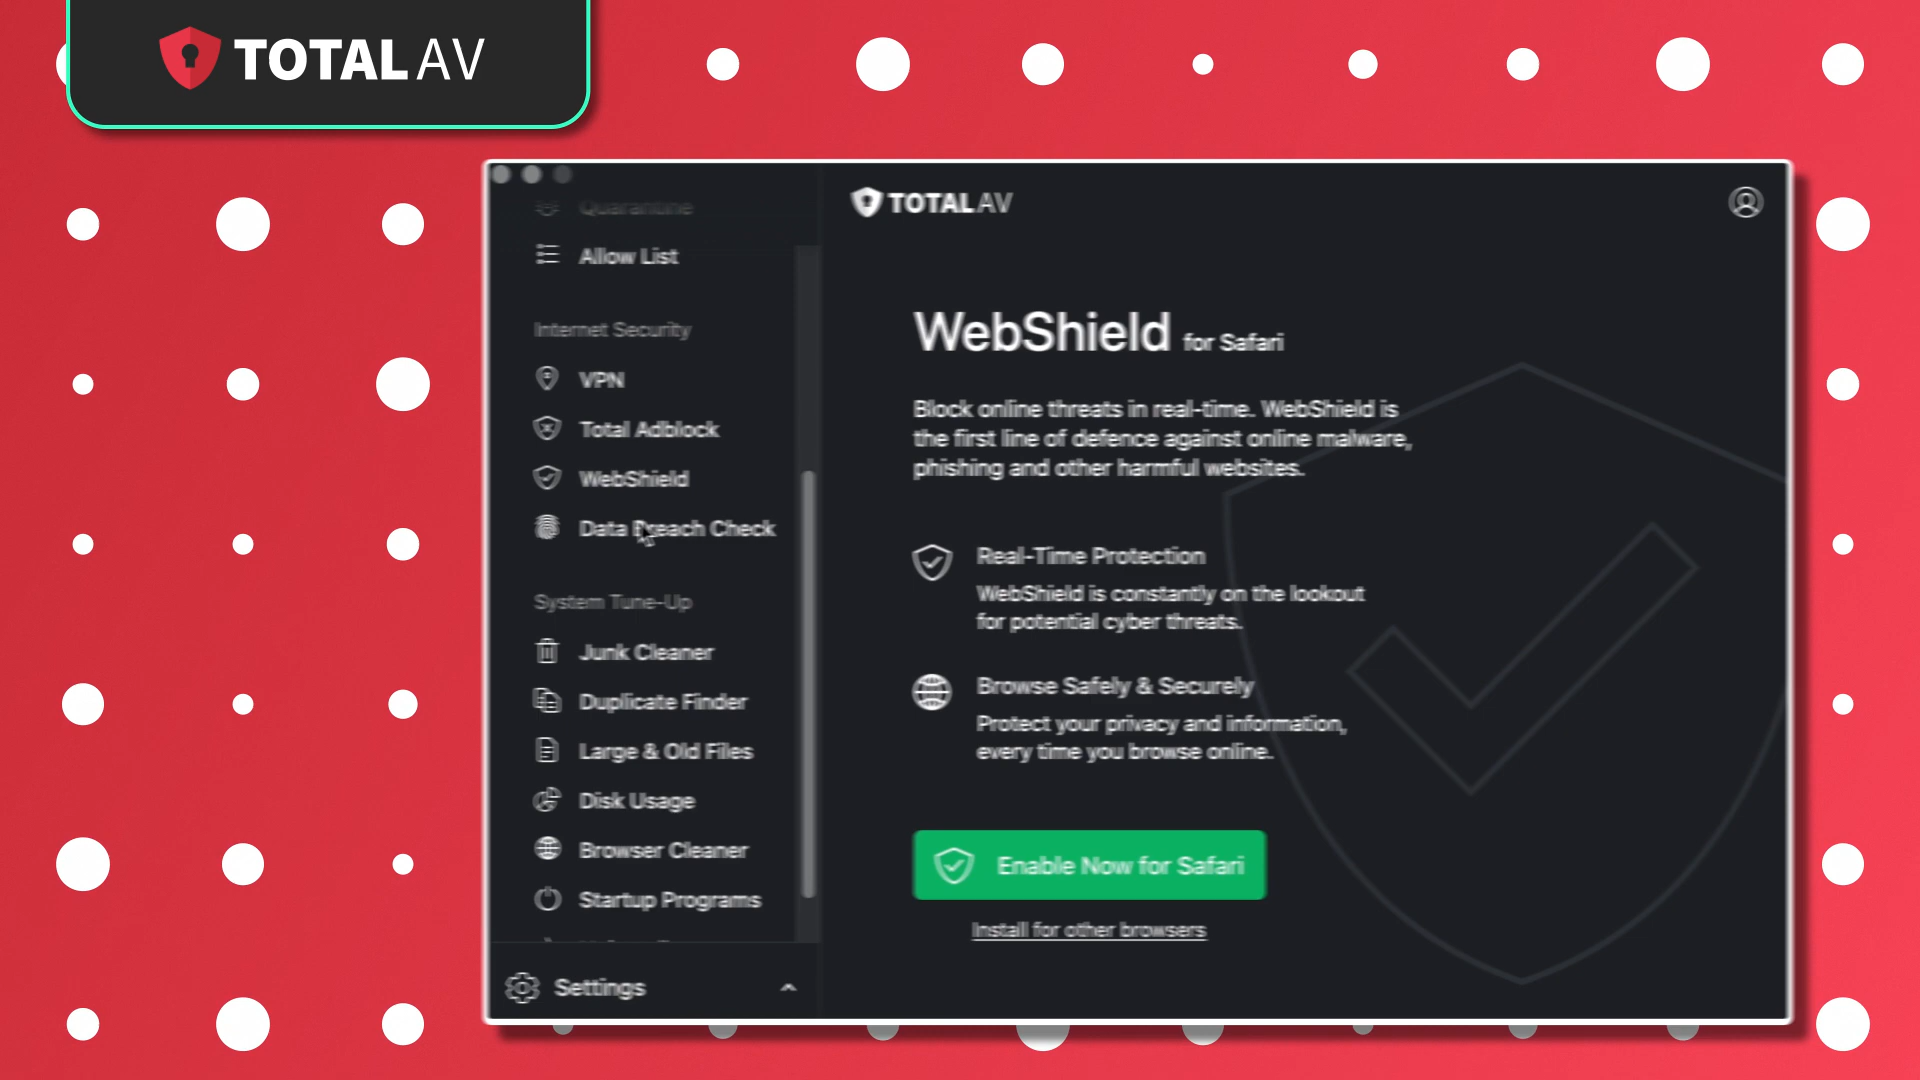 TOTALAV
Quarantine
Allow List
Internet Security
VPN
Total Adblock
WebShield
Data Breach Check
System Tune-Up
Junk Cleaner
Duplicate Finder
Large & Old Files
Disk Usage
Browser Cleaner
Startup Programs
Settings
TOTALAV
WebShield for Safari
Block online threats in real-time. WebShield is
the first line of defence against online malware,
phishing and other harmful websites.
Real-Time Protection
WebShield is constantly on the lookout
for potential cyber threats.
Browse Safely & Securely
Protect your privacy and information,
every time you browse online.
Enable Now for Safari
Install for other browsers